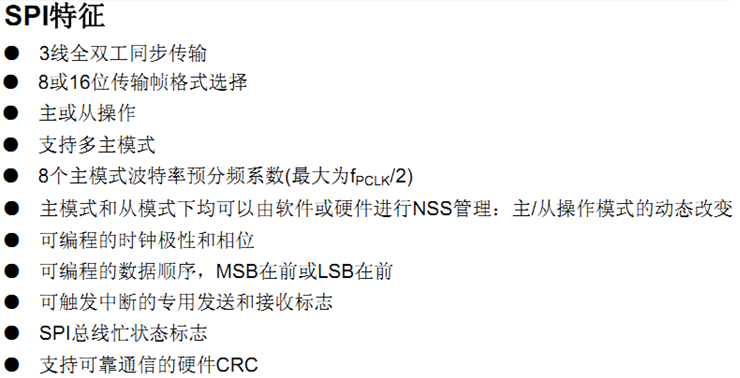 SPI特征
● 3线全双工同步传输
● 8或16位传输帧格式选择
● 主或从操作
● 支持多主模式
● 8个主模式波特率预分频系数(最大为fPCLK/2)
● 主模式和从模式下均可以由软件或硬件进行NSS管理：主/从操作模式的动态改变
● 可编程的时钟极性和相位
● 可编程的数据顺序，MSB在前或LSB在前
● 可触发中断的专用发送和接收标志
● SPI总线忙状态标志
● 支持可靠通信的硬件CRC